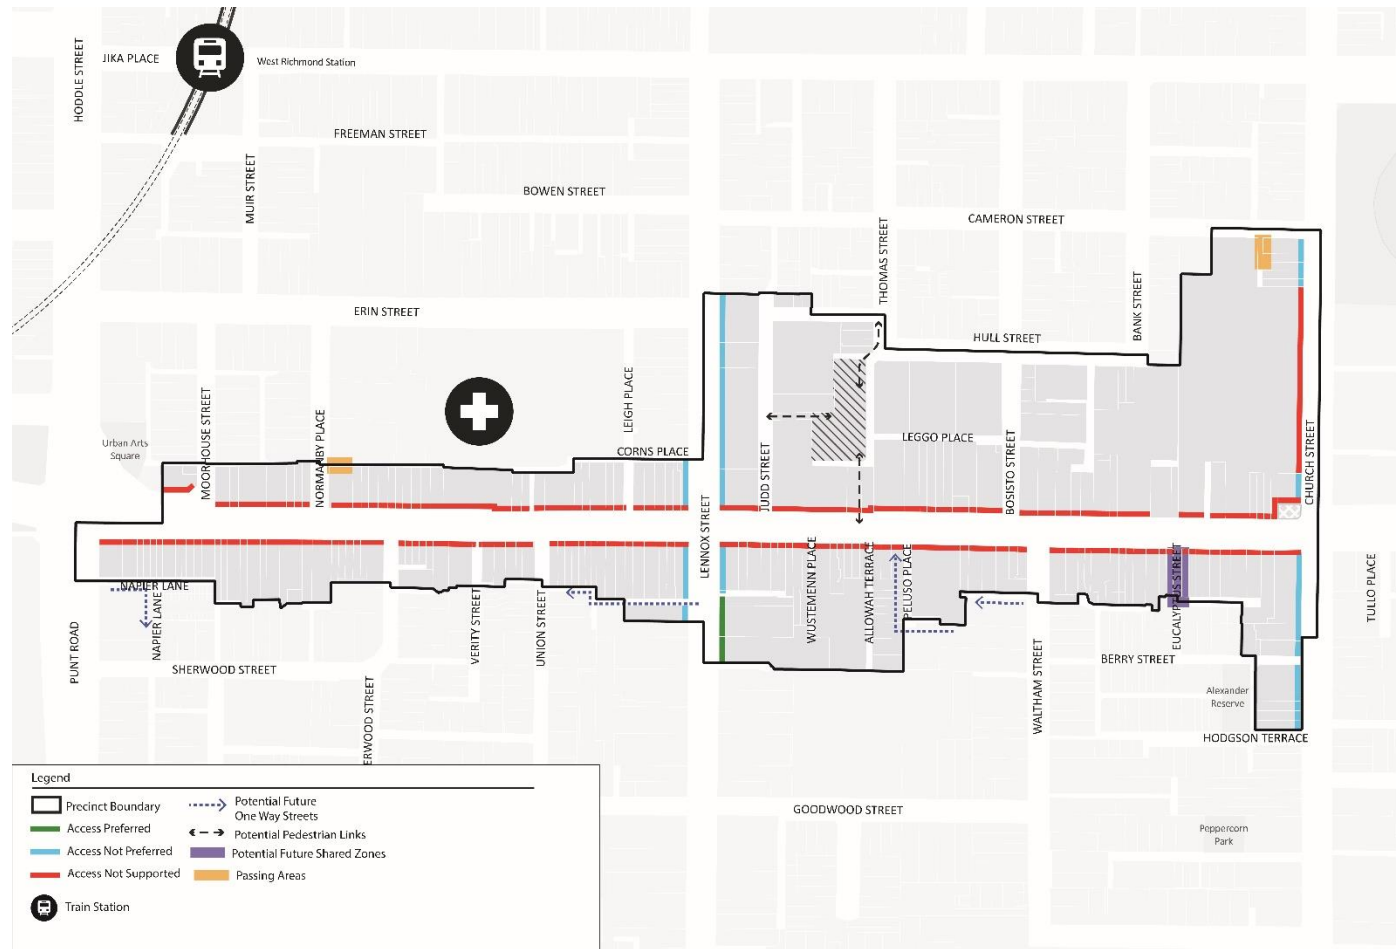 HODDLE STREET
JIKA PLACE
West Richmond Station
FREEMAN STREET
MUIR STREET
BOWEN STREET
CAMERON STREET
THOMAS STREET
BANK STREET
ERIN STREET
HULL STREET
LEIGH PLACE
MOORHOUSE STREET
NORMANBY PLACE
Urban Arts
Square
CORNS PLACE
LEGGO PLACE
JUDD STREET
BOSISTO STREET
CHURCH STREET
LENNOX STREET
WUSTEMENN PLACE
ALLOWAH TERRACE
PELUSO PLACE
EUCALYPTUS STREET
TULLO PLACE
NAPIER LANE
NAPIER LANE
PUNT ROAD
VERITY STREET
UNION STREET
SHERWOOD STREET
ERWOOD STREET
WALTHAM STREET
BERRY STREET
Alexander
Reserve
HODGSON TERRACE
GOODWOOD STREET
Peppercorn
Park
Legend
Precinct Boundary
Access Preferred
Access Not Preferred
Access Not Supported
Train Station
Potential Future
One Way Streets
Potential Pedestrian Links
Potential Future Shared Zones
Passing Areas